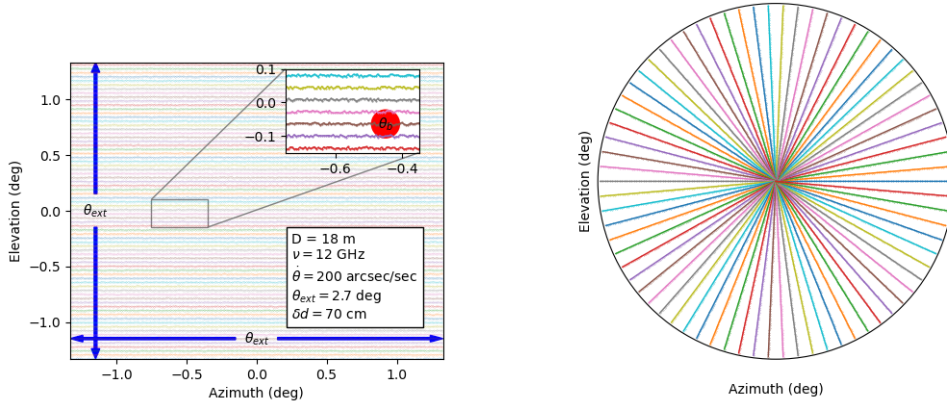 Elevation (deg)
1.0
0.5
0.0
−0.5
−1.0
−1.0
−0.5
0.0
0.5
1.0
Azimuth (deg)
θext
θext
0.1
0.0
−0.1
−0.6
−0.4
θb
D = 18 m
ν = 12 GHz
θ̇ = 200 arcsec/sec
θext = 2.7 deg
δd = 70 cm
Elevation (deg)
Azimuth (deg)